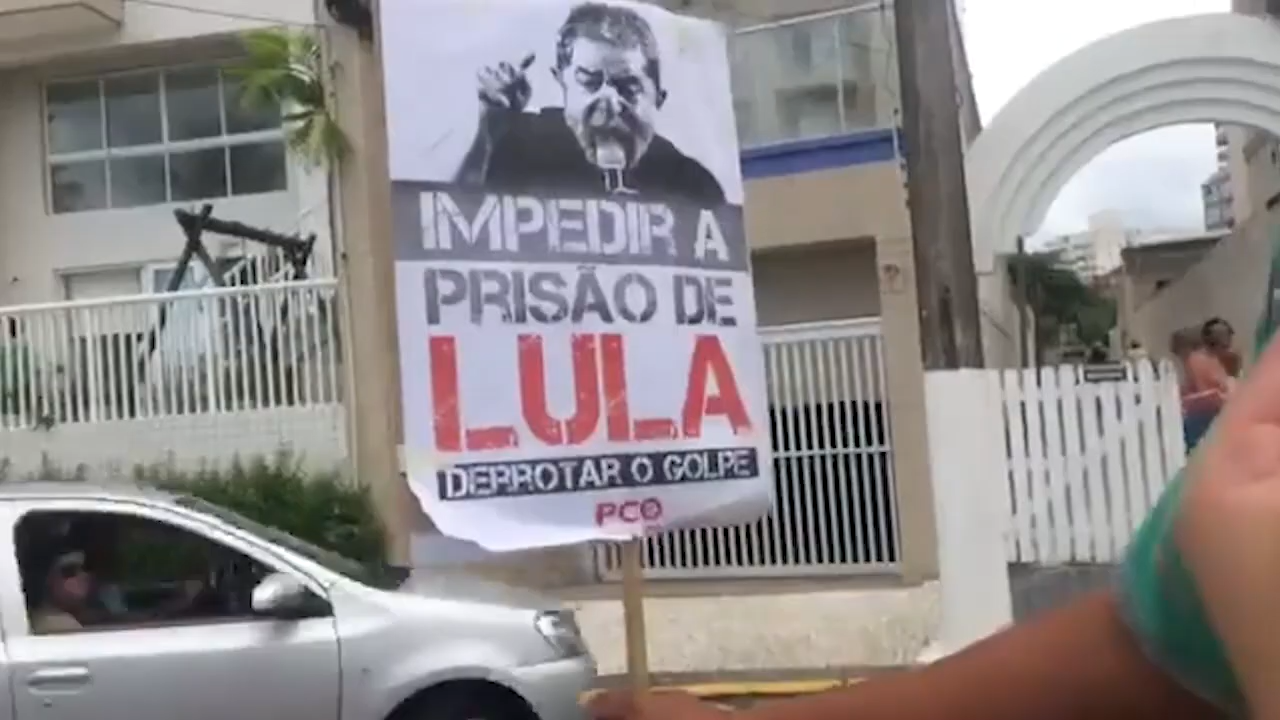 IMPEDIR A
PRISÃO DE
LULA
DERROTAR O GOLPE
PCO